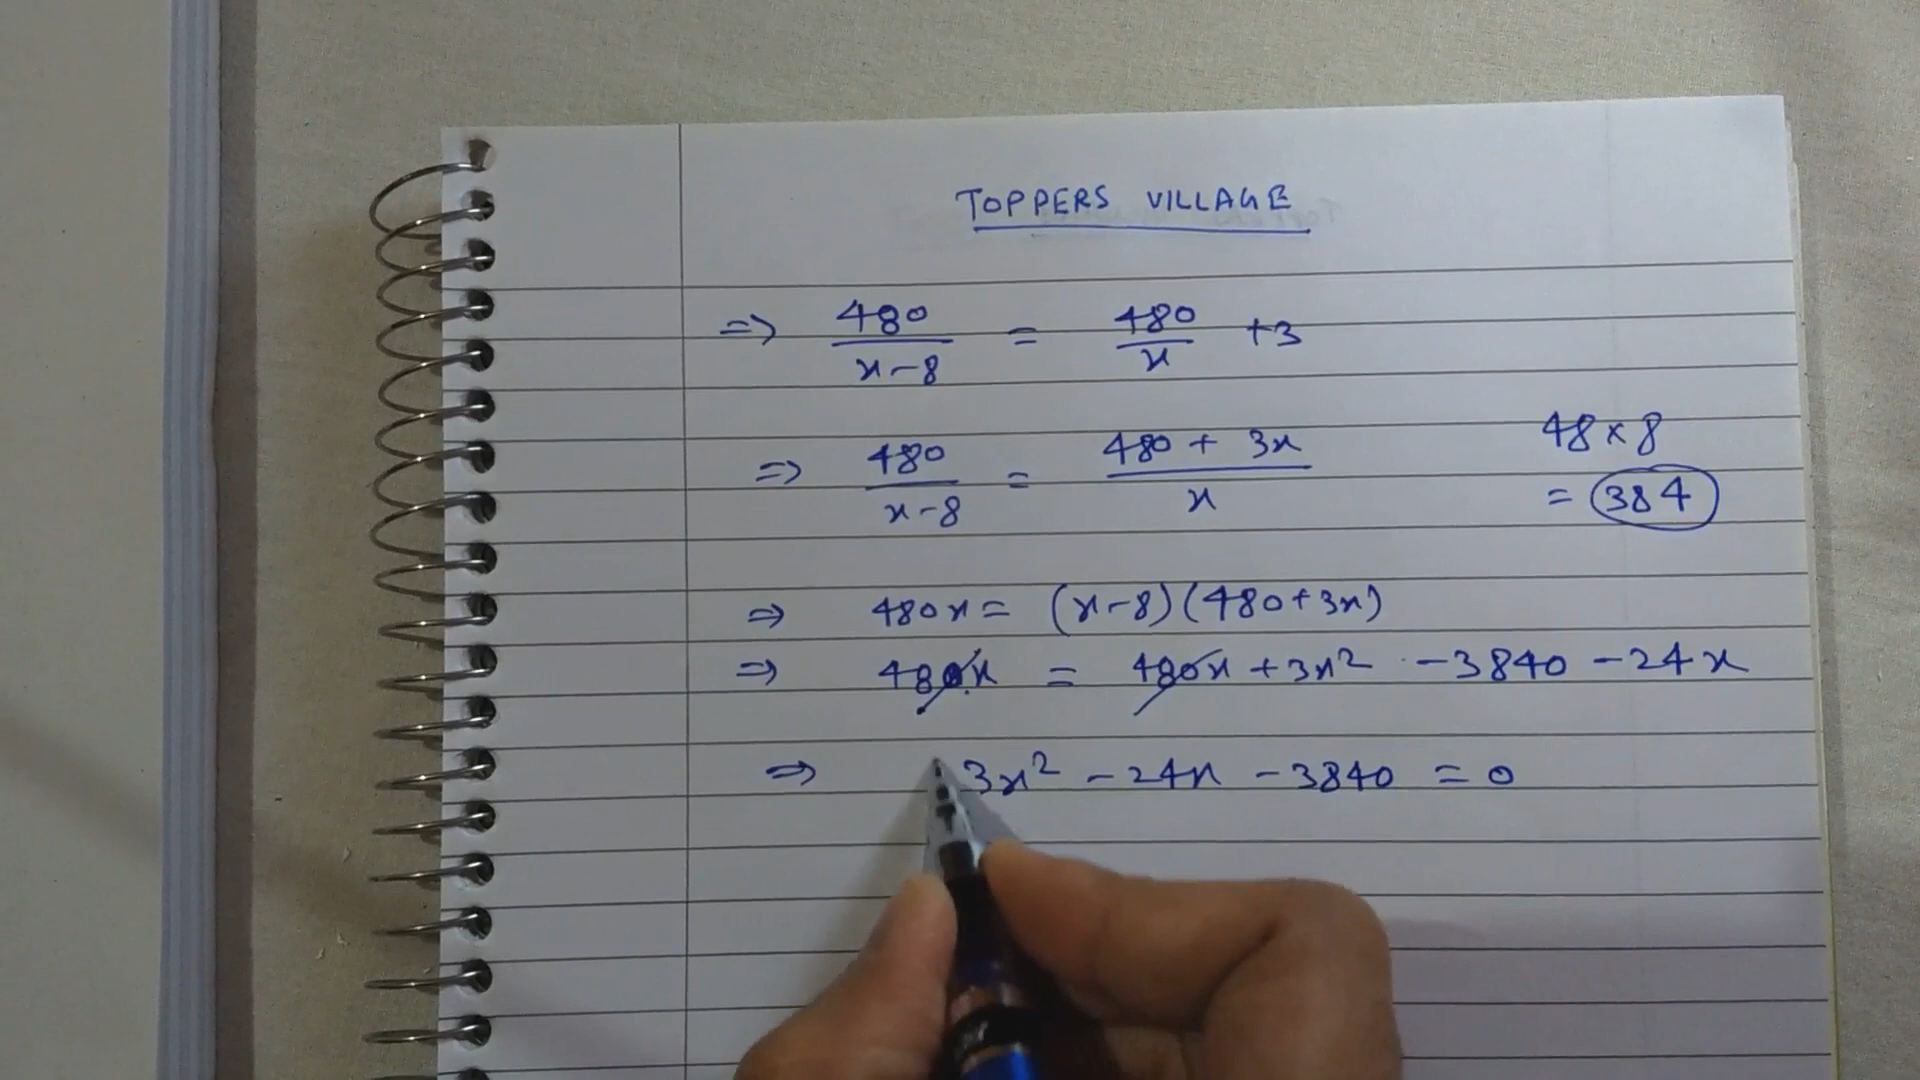 TOPPERS VILLAGE
⇒ 480/(x-8) = 480/x +3
⇒ 480/(x-8) = (480 + 3x)/x
48 × 8
= 384
⇒ 480x = (x-8)(480+3x)
⇒ 480x = 480x + 3x² - 3840 - 24x
⇒ 3x² - 24x - 3840 = 0